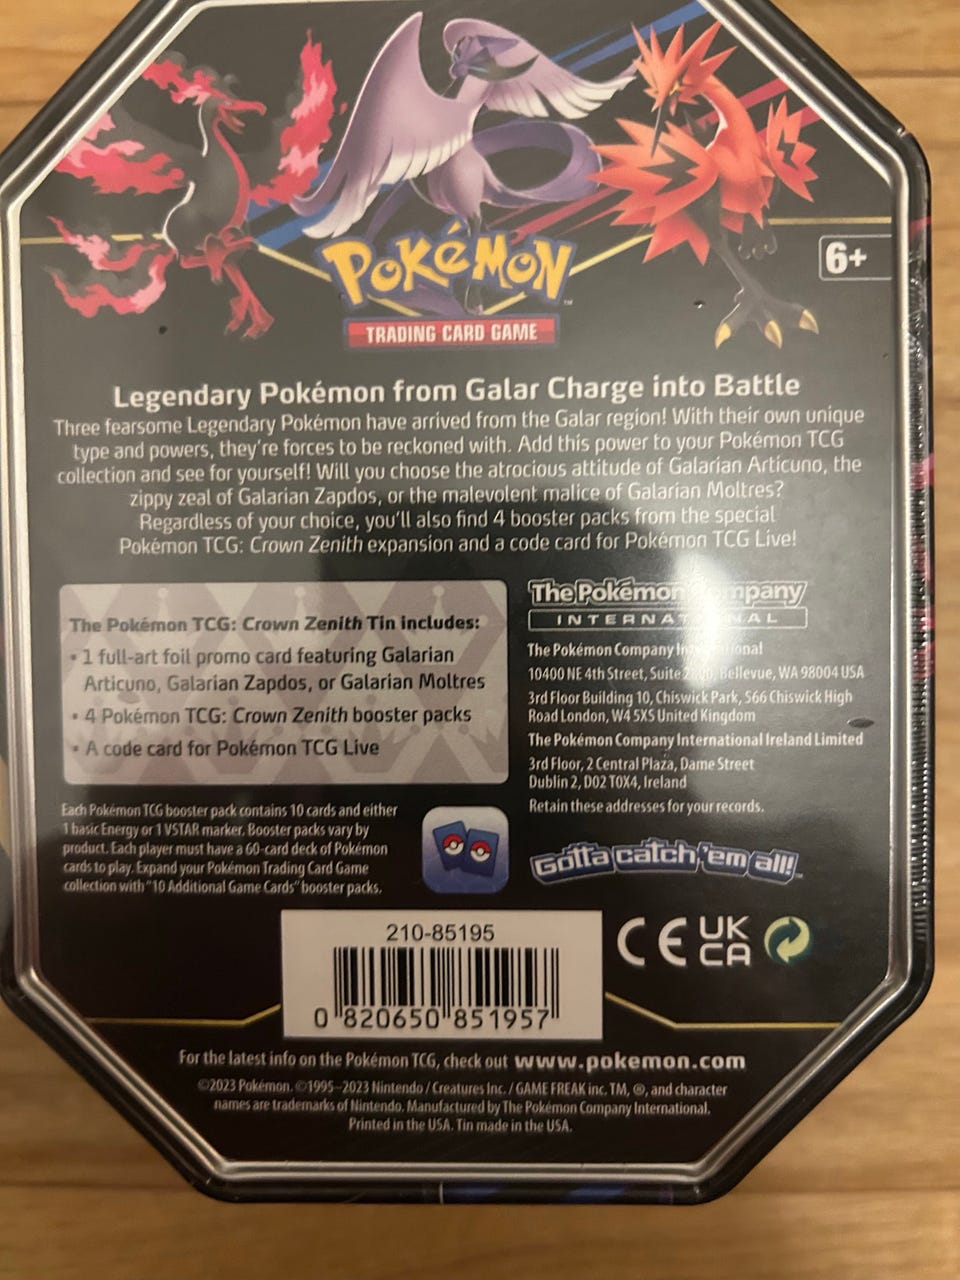 POKéMON
™
TRADING CARD GAME
6+
Legendary Pokémon from Galar Charge into Battle
Three fearsome Legendary Pokémon have arrived from the Galar region! With their own unique
type and powers, they're forces to be reckoned with. Add this power to your Pokémon TCG
collection and see for yourself! Will you choose the atrocious attitude of Galarian Articuno, the
zippy zeal of Galarian Zapdos, or the malevolent malice of Galarian Moltres?
Regardless of your choice, you'll also find 4 booster packs from the special
Pokémon TCG: Crown Zenith expansion and a code card for Pokémon TCG Live!
The Pokémon TCG: Crown Zenith Tin includes:
• 1 full-art foil promo card featuring Galarian
Articuno, Galarian Zapdos, or Galarian Moltres
• 4 Pokémon TCG: Crown Zenith booster packs
• A code card for Pokémon TCG Live
Each Pokémon TCG booster pack contains 10 cards and either
1 basic Energy or 1 VSTAR marker. Booster packs vary by
product. Each player must have a 60-card deck of Pokémon
cards to play. Expand your Pokémon Trading Card Game
collection with "10 Additional Game Cards" booster packs.
The Pokémon Company
INTERNATIONAL
The Pokémon Company International
10400 NE 4th Street, Suite Bellevue, WA 98004 USA
3rd Floor Building 10, Chiswick Park, 566 Chiswick High
Road London, W4 5XS United Kingdom
The Pokémon Company International Ireland Limited
3rd Floor, 2 Central Plaza, Dame Street
Dublin 2, D02 T0X4, Ireland
Retain these addresses for your records.
Gotta catch 'em all!™
210-85195
0 820650 851957
CE
UK
CA
For the latest info on the Pokémon TCG, check out www.pokemon.com
©2023 Pokémon. ©1995–2023 Nintendo / Creatures Inc. / GAME FREAK inc. TM, ®, and character
names are trademarks of Nintendo. Manufactured by The Pokémon Company International.
Printed in the USA. Tin made in the USA.